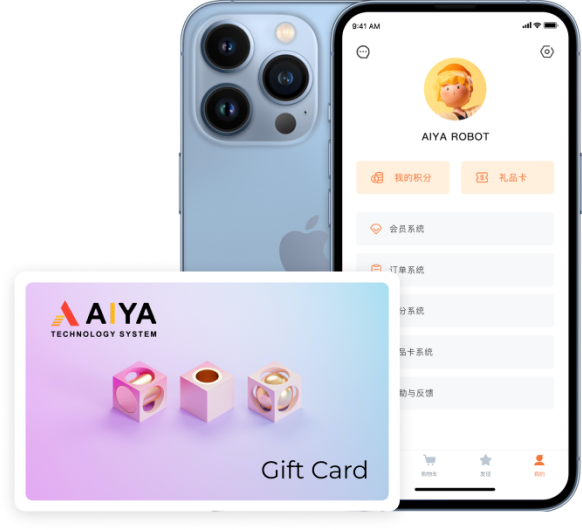 9:41 AM
AIYA ROBOT
我的积分
礼品卡
会员系统
订单系统
分系统
品卡系统
助与反馈
AIYA
TECHNOLOGY SYSTEM
Gift Card
购物车
发现
我的